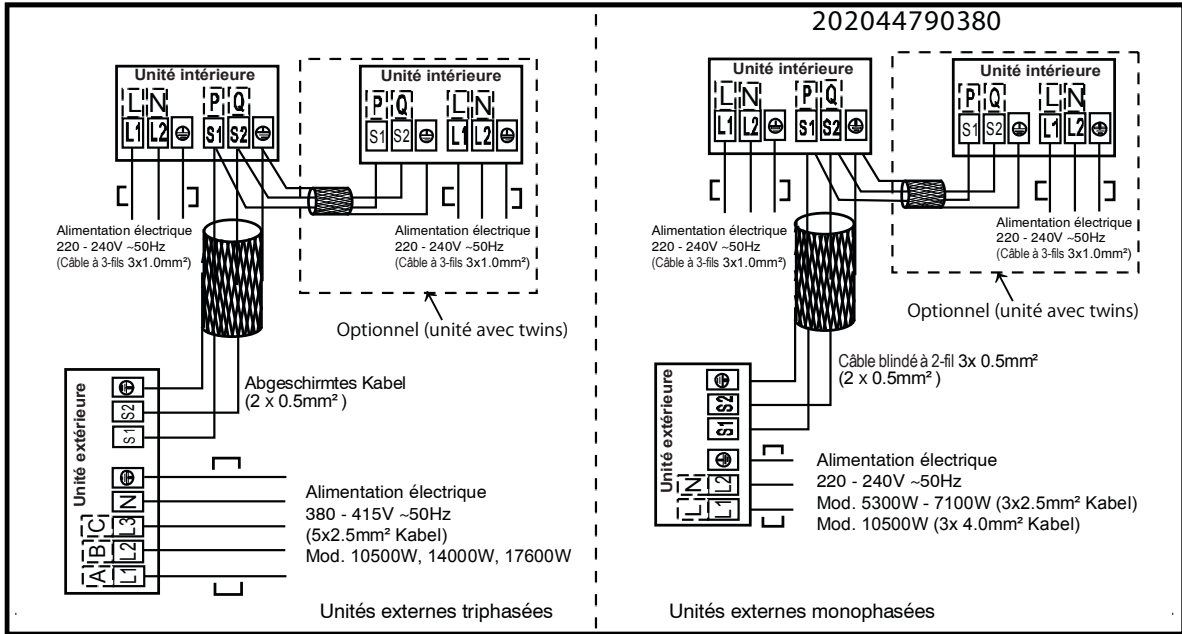 202044790380
Unité intérieure
L N P Q
L1 L2 S1 S2
Unité intérieure
P Q L N
S1 S2 L1 L2
Alimentation électrique
220 - 240V ~50Hz
(Câble à 3-fils 3x1.0mm²)
Alimentation électrique
220 - 240V ~50Hz
(Câble à 3-fils 3x1.0mm²)
Optionnel (unité avec twins)
Abgeschirmtes Kabel
(2 x 0.5mm² )
Unité extérieure
S2
S1
N
C L3
B L2
A L1
Alimentation électrique
380 - 415V ~50Hz
(5x2.5mm² Kabel)
Mod. 10500W, 14000W, 17600W
Unités externes triphasées
Unité intérieure
L N P Q
L1 L2 S1 S2
Unité intérieure
P Q L N
S1 S2 L1 L2
Alimentation électrique
220 - 240V ~50Hz
(Câble à 3-fils 3x1.0mm²)
Alimentation électrique
220 - 240V ~50Hz
(Câble à 3-fils 3x1.0mm²)
Optionnel (unité avec twins)
Câble blindé à 2-fil 3x 0.5mm²
(2 x 0.5mm² )
Unité extérieure
S2
S1
N L2
L L1
Alimentation électrique
220 - 240V ~50Hz
Mod. 5300W - 7100W (3x2.5mm² Kabel)
Mod. 10500W (3x 4.0mm² Kabel)
Unités externes monophasées